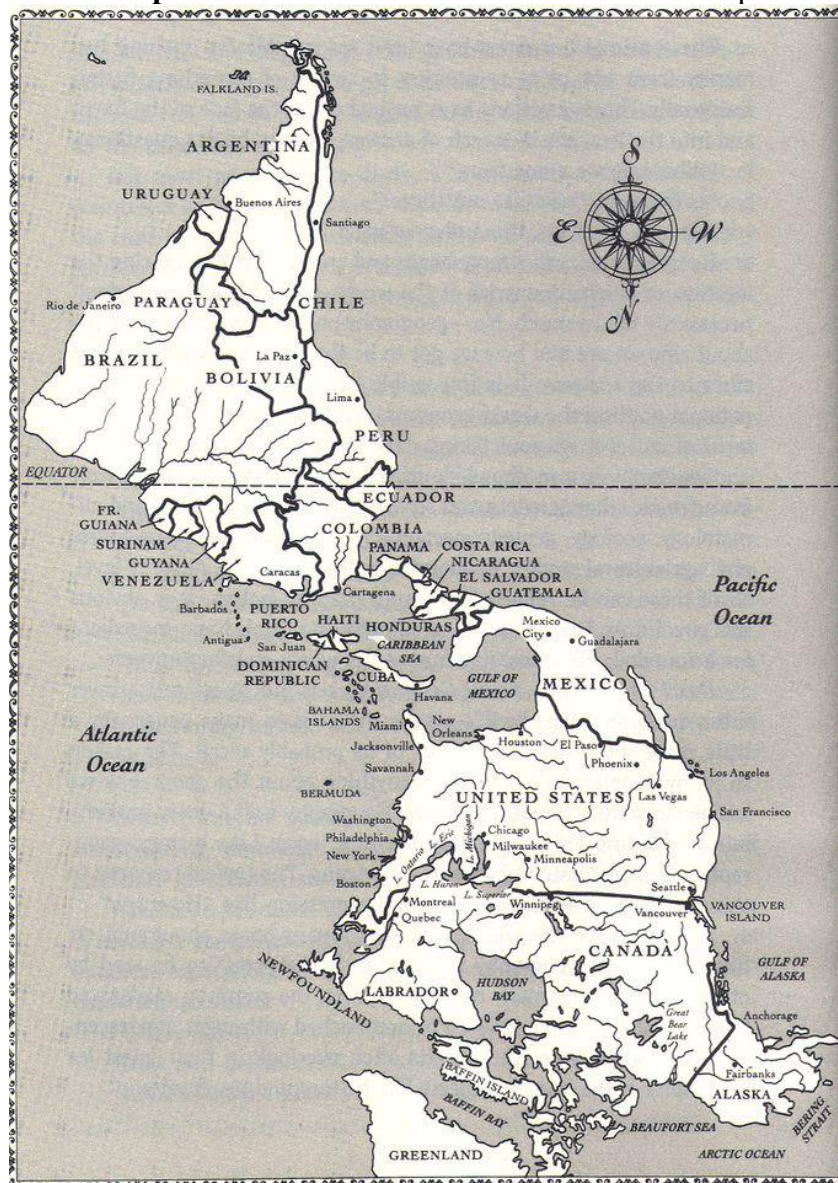 FALKLAND IS.
ARGENTINA
S
URUGUAY
Buenos Aires
Santiago
E
W
N
Rio de Janeiro
PARAGUAY
CHILE
BRAZIL
La Paz
BOLIVIA
Lima
PERU
EQUATOR
ECUADOR
FR.
GUIANA
COLOMBIA
SURINAM
PANAMA
COSTA RICA
GUYANA
NICARAGUA
VENEZUELA
Caracas
EL SALVADOR
GUATEMALA
Cartagena
Pacific
Ocean
Barbados
PUERTO
RICO
HAITI
HONDURAS
Mexico
City
Guadalajara
Antigua
San Juan
CARIBBEAN
SEA
DOMINICAN
REPUBLIC
CUBA
GULF OF
MEXICO
MEXICO
Havana
BAHAMA
ISLANDS
Miami
New
Orleans
Atlantic
Ocean
Jacksonville
Houston
El Paso
Savannah
Phoenix
Los Angeles
BERMUDA
UNITED STATES
Las Vegas
San Francisco
Washington
Philadelphia
New York
Boston
L. Ontario
L. Erie
L. Michigan
Chicago
Milwaukee
Minneapolis
L. Huron
L. Superior
Seattle
Montreal
Winnipeg
Vancouver
VANCOUVER
ISLAND
Quebec
CANADA
NEWFOUNDLAND
GULF OF
ALASKA
LABRADOR
HUDSON
BAY
Great
Bear
Lake
Anchorage
Fairbanks
BAFFIN ISLAND
ALASKA
BAFFIN BAY
BEAUFORT SEA
BERING
STRAIT
GREENLAND
ARCTIC OCEAN